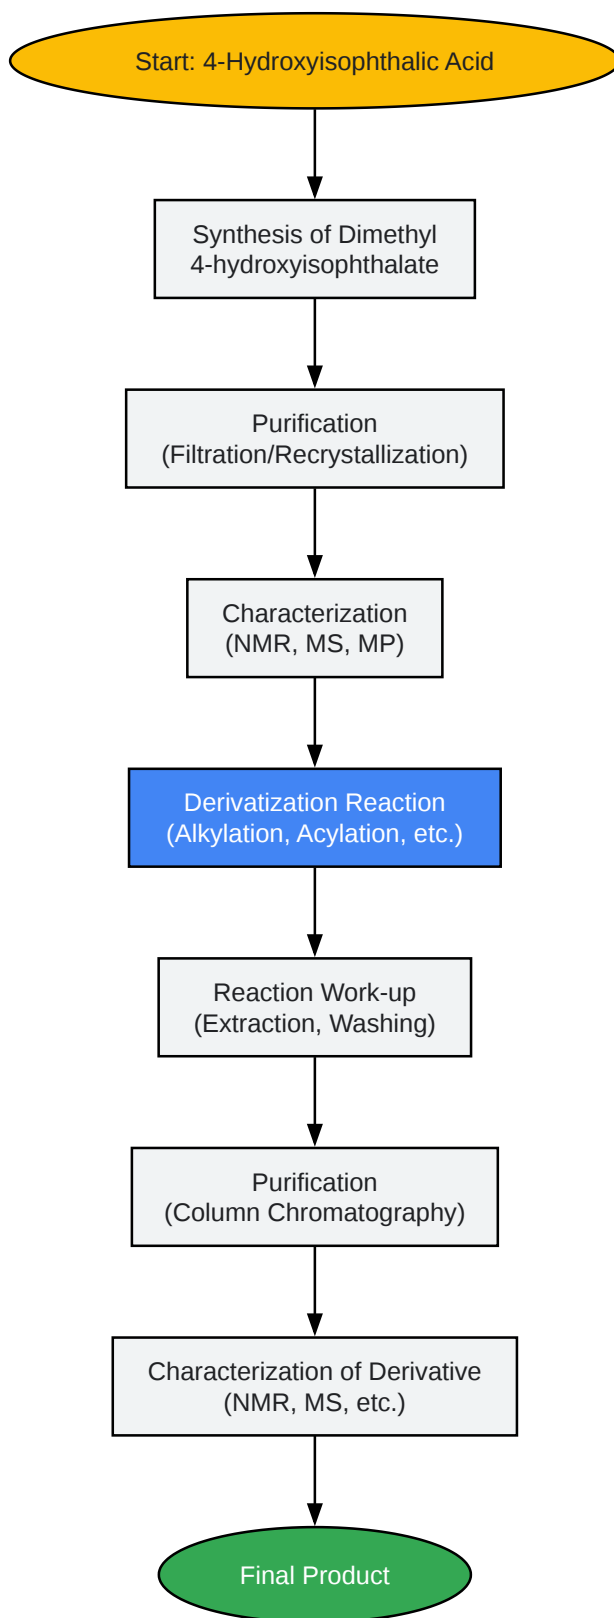 Start: 4-Hydroxyisophthalic Acid
Synthesis of Dimethyl
4-hydroxyisophthalate
Purification
(Filtration/Recrystallization)
Characterization
(NMR, MS, MP)
Derivatization Reaction
(Alkylation, Acylation, etc.)
Reaction Work-up
(Extraction, Washing)
Purification
(Column Chromatography)
Characterization of Derivative
(NMR, MS, etc.)
Final Product